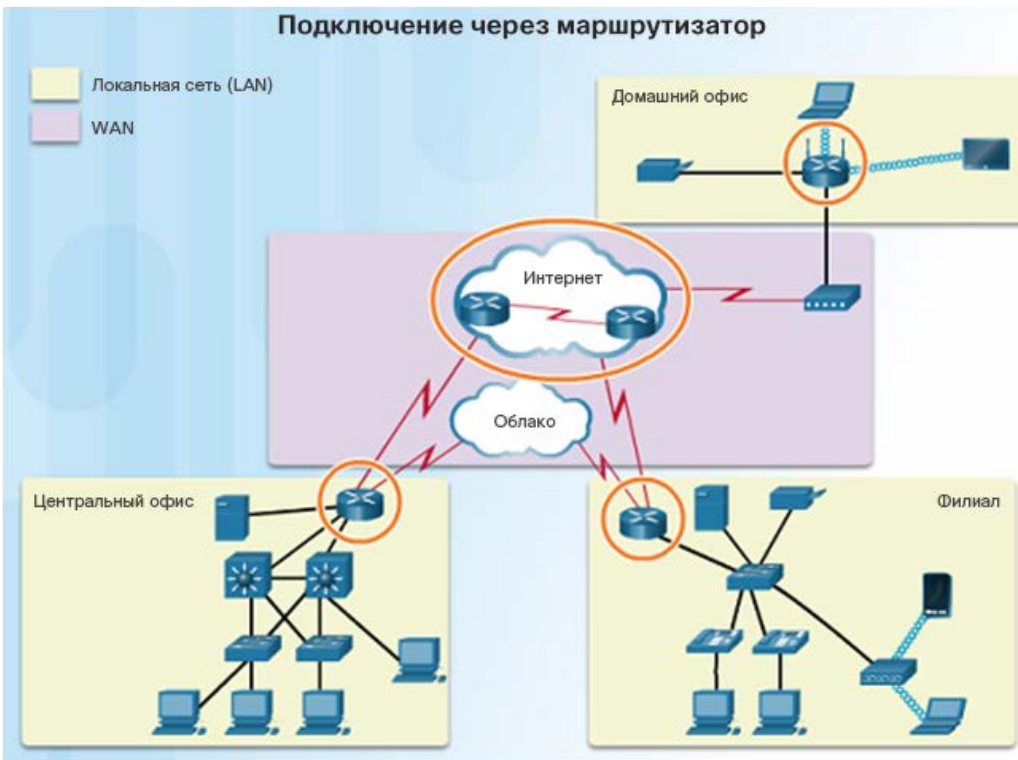 Подключение через маршрутизатор
Локальная сеть (LAN)
WAN
Домашний офис
Интернет
Облако
Центральный офис
Филиал